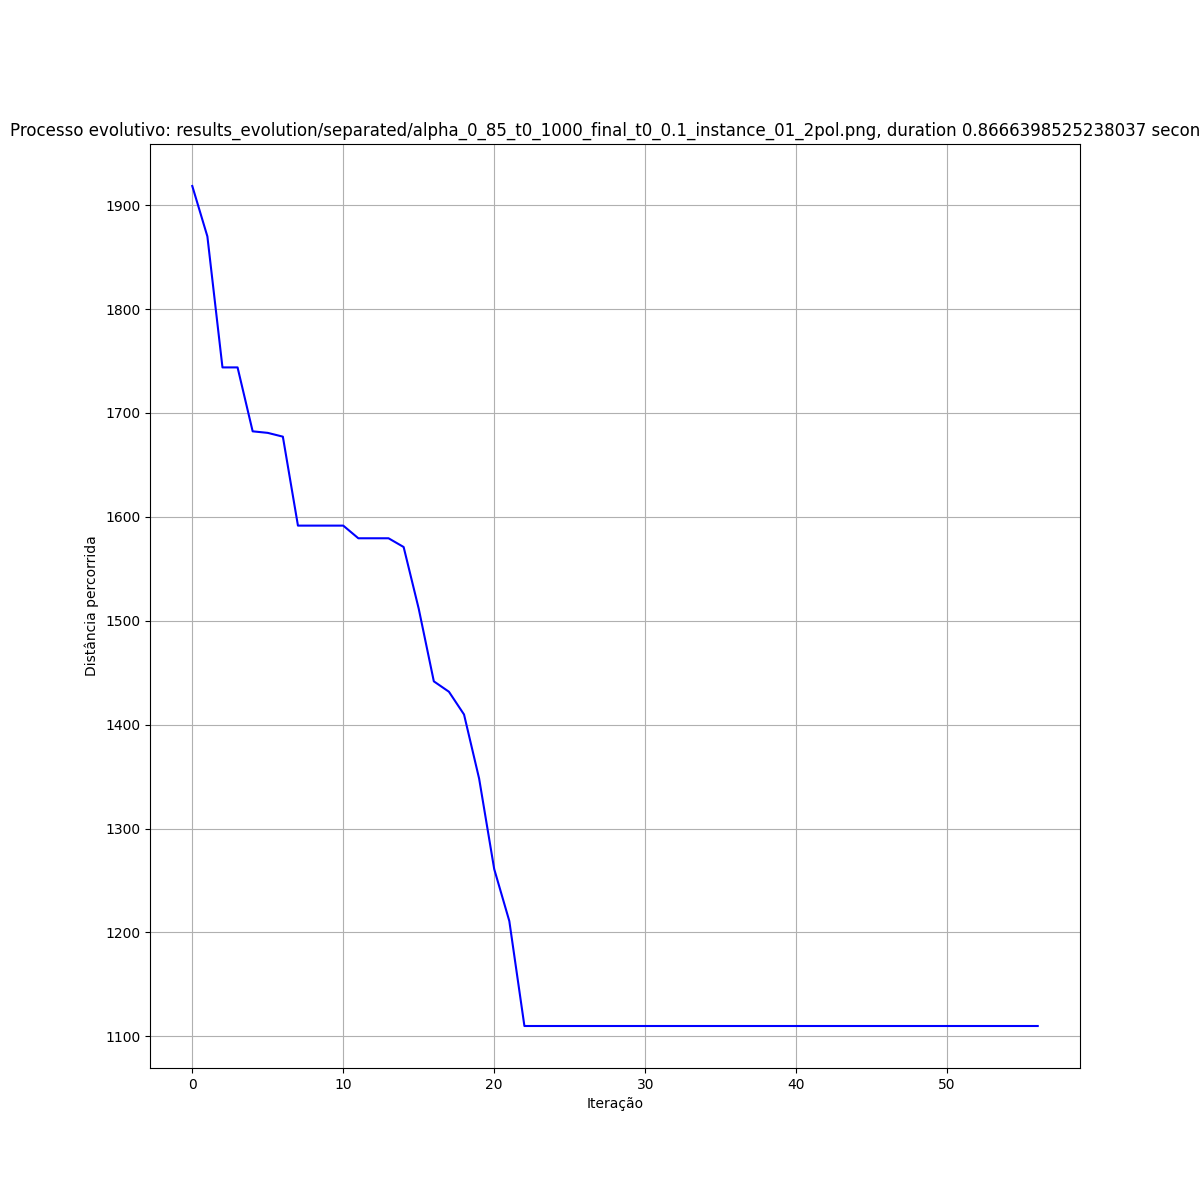 Processo evolutivo: results_evolution/separated/alpha_0_85_t0_1000_final_t0_0.1_instance_01_2pol.png, duration 0.8666398525238037 secon
1900
1800
1700
1600
1500
1400
1300
1200
1100
Distância percorrida
0 10 20 30 40 50
Iteração